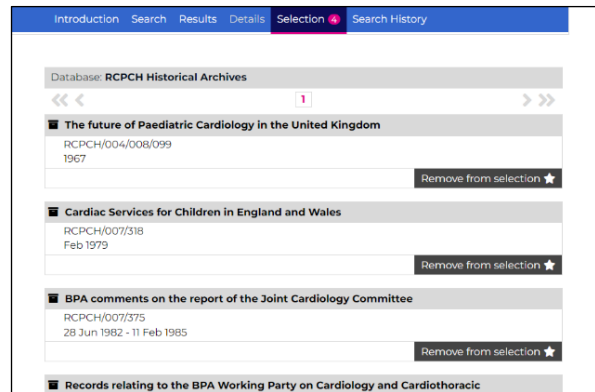 Introduction Search Results Details Selection 4 Search History
Database: RCPCH Historical Archives
1
The future of Paediatric Cardiology in the United Kingdom
RCPCH/004/008/099
1967
Remove from selection
Cardiac Services for Children in England and Wales
RCPCH/007/318
Feb 1979
Remove from selection
BPA comments on the report of the Joint Cardiology Committee
RCPCH/007/375
28 Jun 1982 - 11 Feb 1985
Remove from selection
Records relating to the BPA Working Party on Cardiology and Cardiothoracic